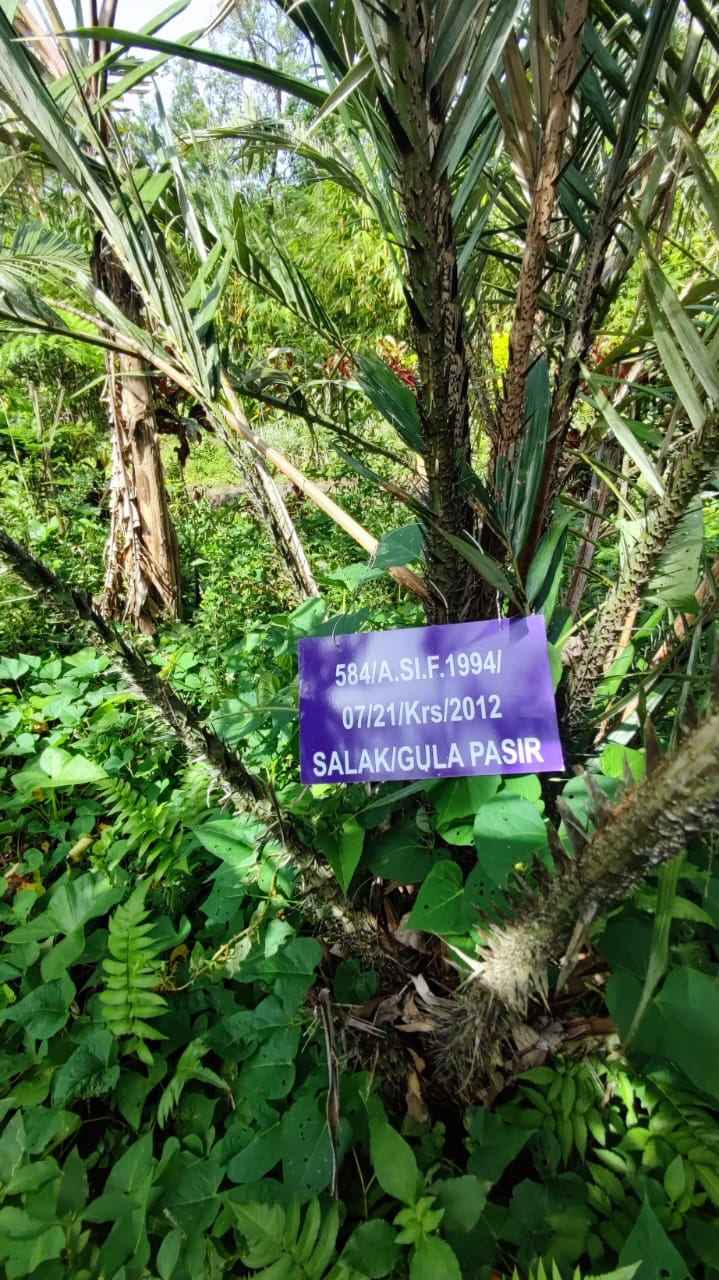 584/A.SI.F.1994/
07/21/Krs/2012
SALAK/GULA PASIR